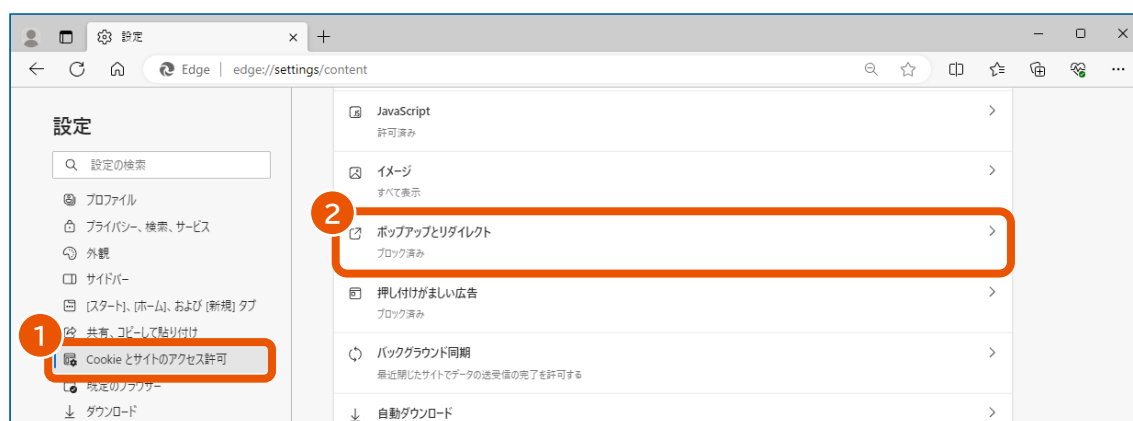 設定
Edge | edge://settings/content
設定
設定の検索
プロファイル
プライバシー、検索、サービス
外観
サイドバー
[スタート]、[ホーム]、および [新規] タブ
1
共有、コピーして貼り付け
Cookie とサイトのアクセス許可
既定のブラウザー
ダウンロード
JavaScript
許可済み
イメージ
すべて表示
2
ポップアップとリダイレクト
ブロック済み
押し付けがましい広告
ブロック済み
バックグラウンド同期
最近閉じたサイトでデータの送受信の完了を許可する
自動ダウンロード